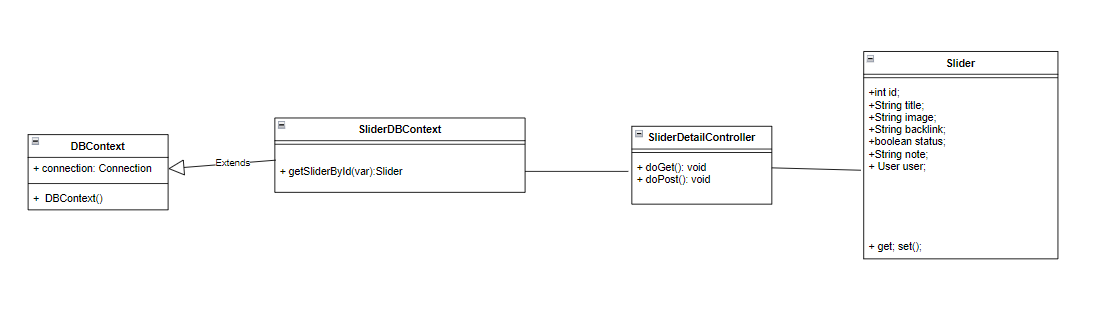 DBContext
+ connection: Connection
+ DBContext()
Extends
SliderDBContext
+ getSliderById(var):Slider
SliderDetailController
+ doGet(): void
+ doPost(): void
Slider
+int id;
+String title;
+String image;
+String backlink;
+boolean status;
+String note;
+ User user;
+ get; set();